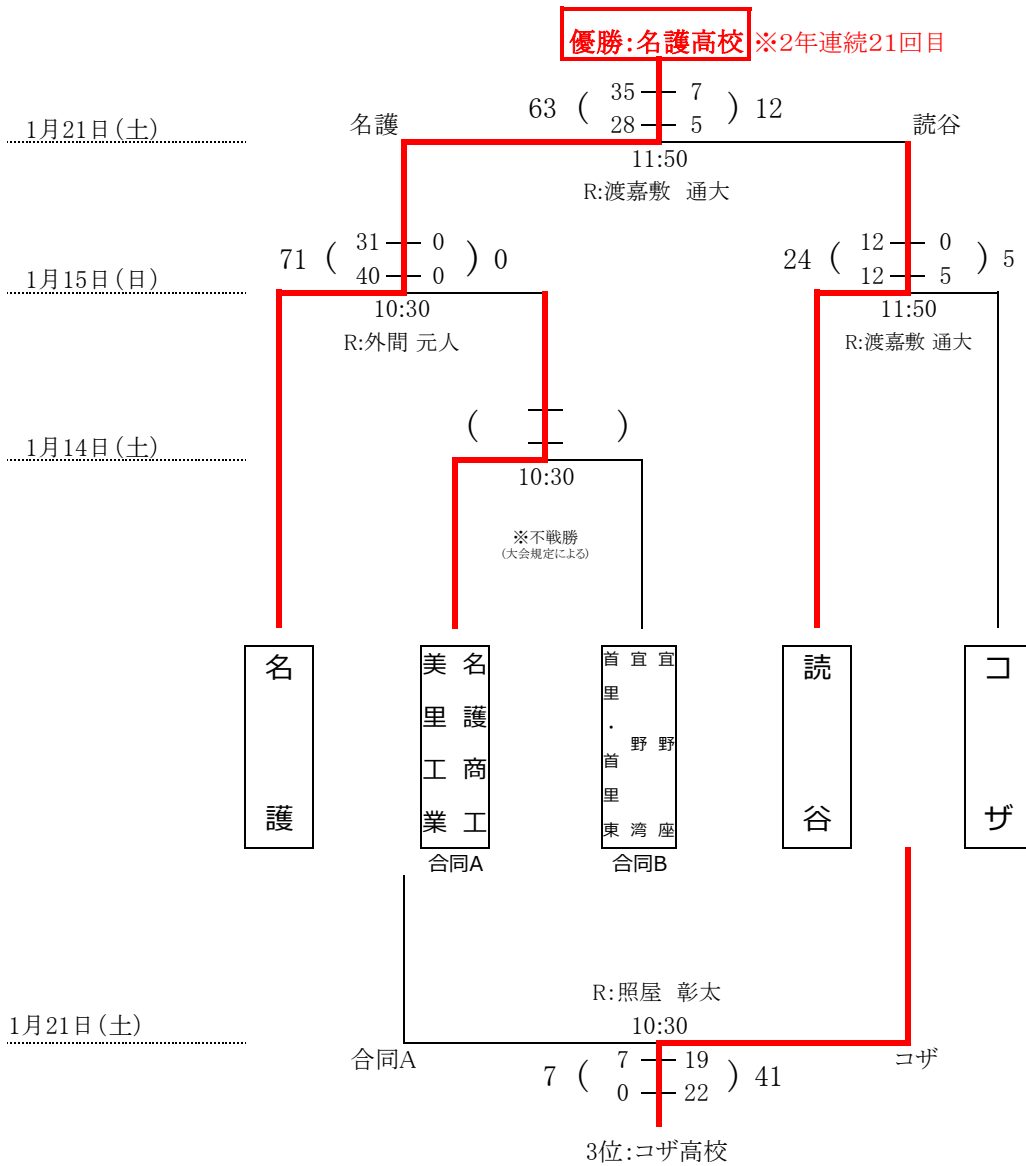 優勝:名護高校 ※2年連続21回目
63 ( 35 7 ) 12
28 5
1月21日(土) 名護 読谷
11:50
R:渡嘉敷 通大
71 ( 31 0 ) 0
40 0
24 ( 12 0 ) 5
12 5
1月15日(日)
10:30
11:50
R:外間 元人
R:渡嘉敷 通大
( )
1月14日(土)
10:30
※不戦勝
(大会規定による)
名護
名護商工
美里工業
宜野座
宜野湾
首里・首里東
読谷
コザ
合同A
合同B
R:照屋 彰太
1月21日(土)
10:30
合同A
コザ
7 ( 7 19 ) 41
0 22
3位:コザ高校